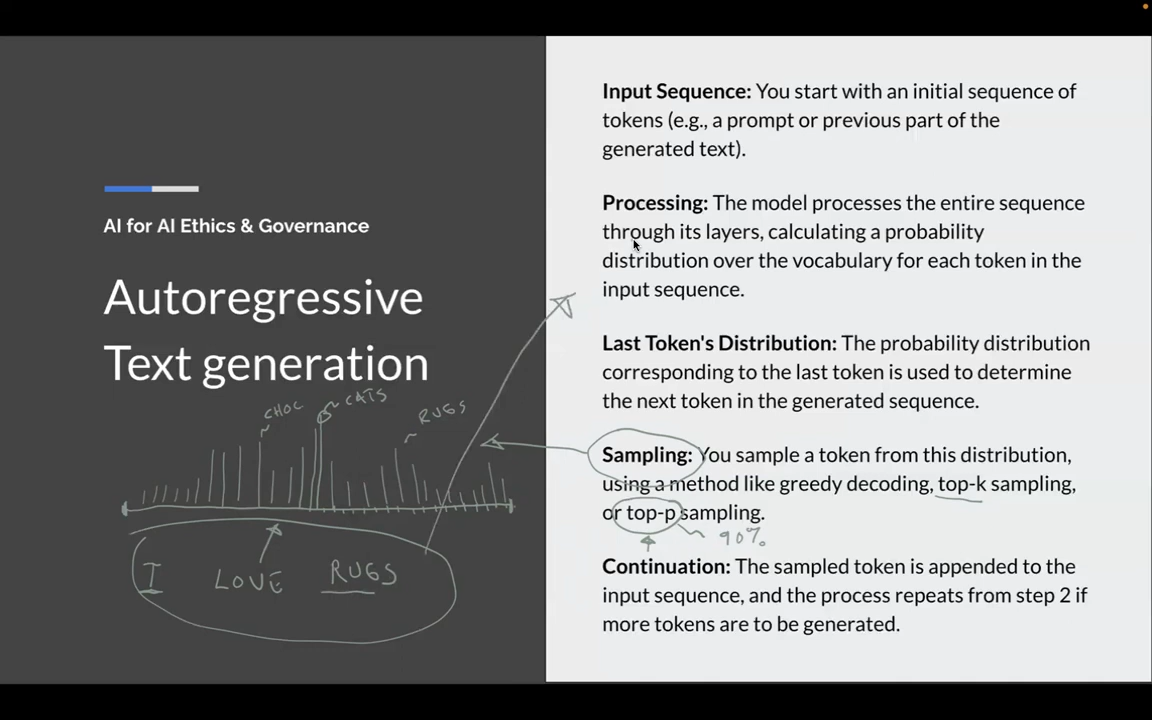 AI for AI Ethics & Governance
Autoregressive
Text generation
CHOC
CATS
RUGS
I LOVE RUGS
Input Sequence: You start with an initial sequence of
tokens (e.g., a prompt or previous part of the
generated text).
Processing: The model processes the entire sequence
through its layers, calculating a probability
distribution over the vocabulary for each token in the
input sequence.
Last Token's Distribution: The probability distribution
corresponding to the last token is used to determine
the next token in the generated sequence.
Sampling: You sample a token from this distribution,
using a method like greedy decoding, top-k sampling,
or top-p sampling.
90%
Continuation: The sampled token is appended to the
input sequence, and the process repeats from step 2 if
more tokens are to be generated.